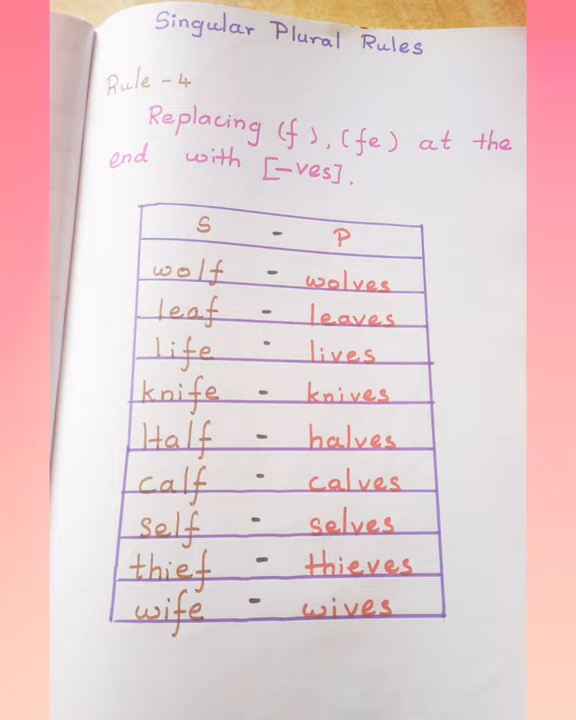 Singular Plural Rules
Rule - 4
Replacing (f), (fe) at the
end with [-ves].
S - P
wolf - wolves
leaf - leaves
life - lives
knife - knives
Half - halves
calf - calves
self - selves
thief - thieves
wife - wives